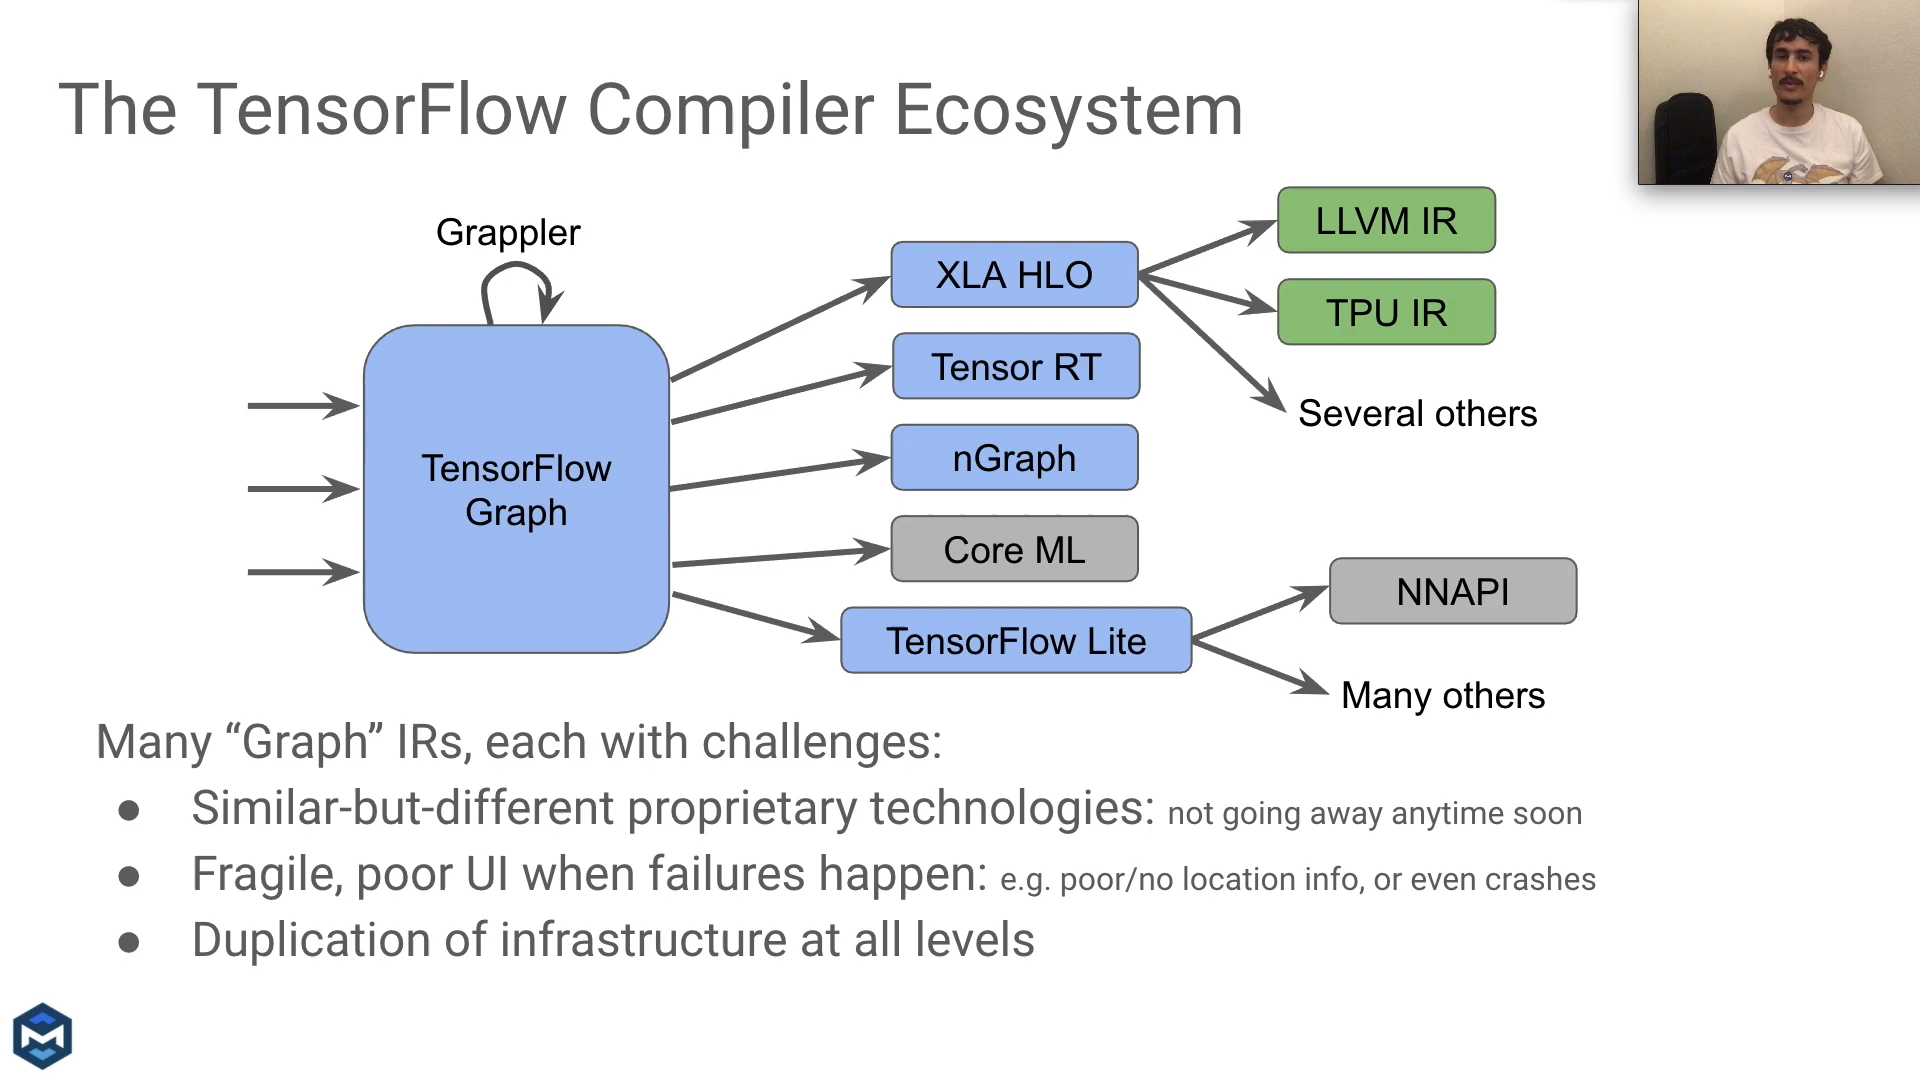 The TensorFlow Compiler Ecosystem
Grappler
TensorFlow
Graph
XLA HLO
Tensor RT
nGraph
Core ML
TensorFlow Lite
LLVM IR
TPU IR
Several others
NNAPI
Many others
Many “Graph” IRs, each with challenges:
● Similar-but-different proprietary technologies: not going away anytime soon
● Fragile, poor UI when failures happen: e.g. poor/no location info, or even crashes
● Duplication of infrastructure at all levels